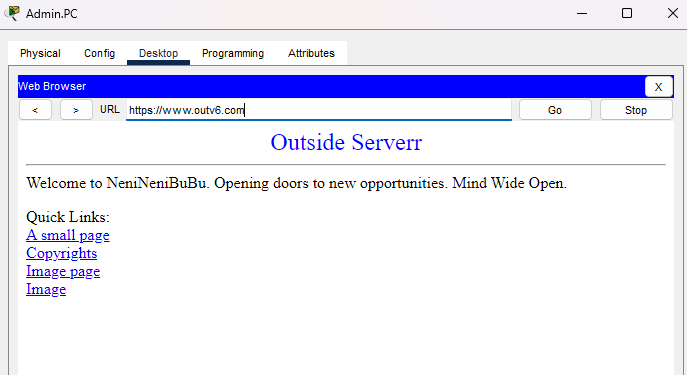 Admin.PC
Physical Config Desktop Programming Attributes
Web Browser X
< > URL https://www.outv6.com Go Stop
Outside Serverr
Welcome to NeniNeniBuBu. Opening doors to new opportunities. Mind Wide Open.
Quick Links:
A small page
Copyrights
Image page
Image